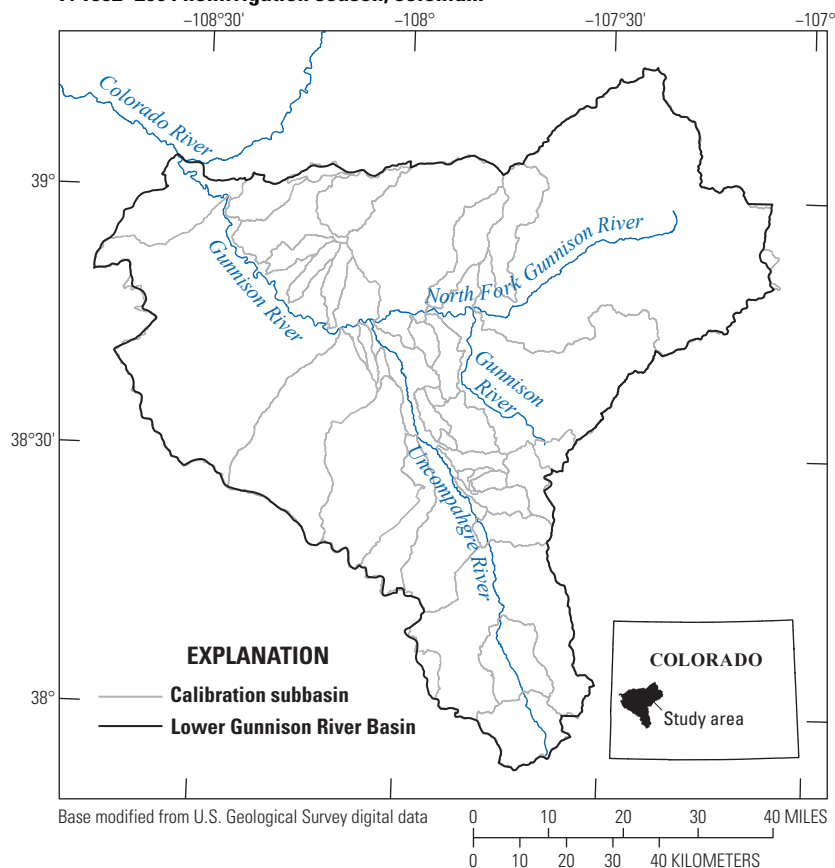 −108°30'
−108°
−107°30'
−107°
Colorado River
39°
Gunnison River
North Fork Gunnison River
Gunnison
River
38°30'
Uncompahgre River
EXPLANATION
Calibration subbasin
Lower Gunnison River Basin
38°
COLORADO
Study area
Base modified from U.S. Geological Survey digital data
0 10 20 30 40 MILES
0 10 20 30 40 KILOMETERS